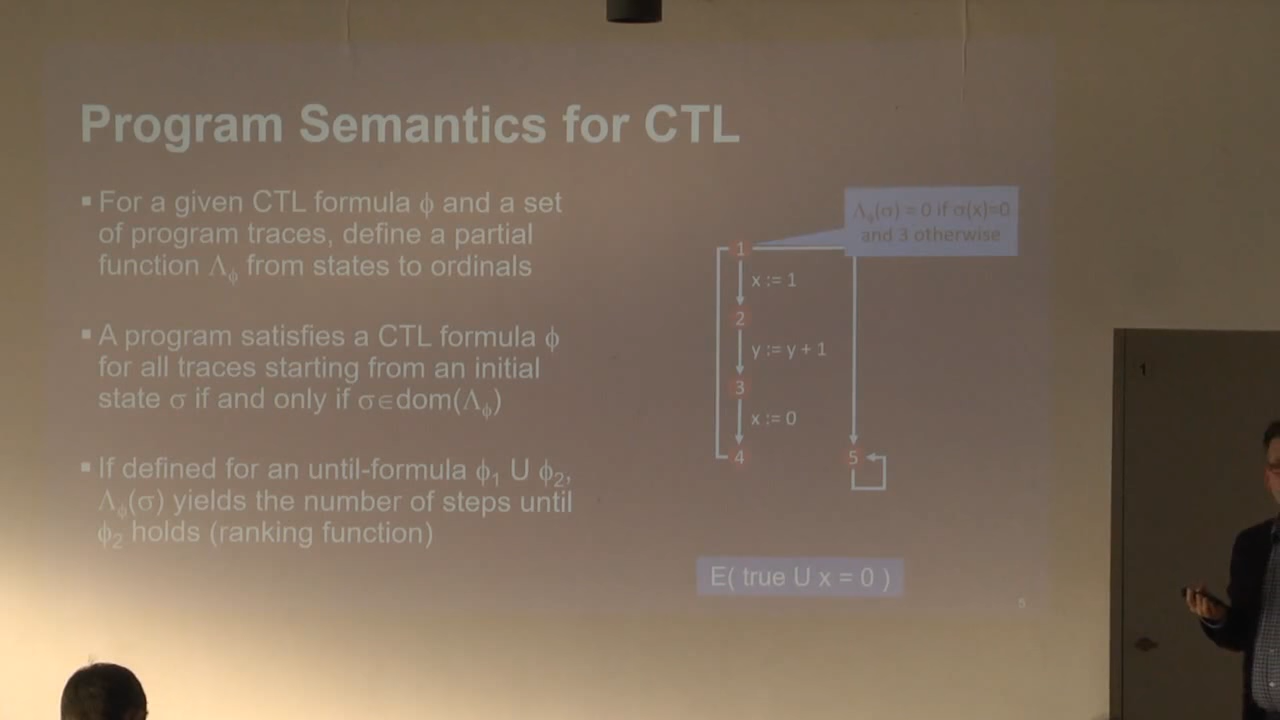 Program Semantics for CTL
▪ For a given CTL formula ϕ and a set
of program traces, define a partial
function Λϕ from states to ordinals
▪ A program satisfies a CTL formula ϕ
for all traces starting from an initial
state σ if and only if σ∈dom(Λϕ)
▪ If defined for an until-formula ϕ1 U ϕ2,
Λϕ(σ) yields the number of steps until
ϕ2 holds (ranking function)
Λϕ(σ) = 0 if σ(x)=0
and 3 otherwise
1
x := 1
2
y := y + 1
3
x := 0
4
5
E( true U x = 0 )
5
1